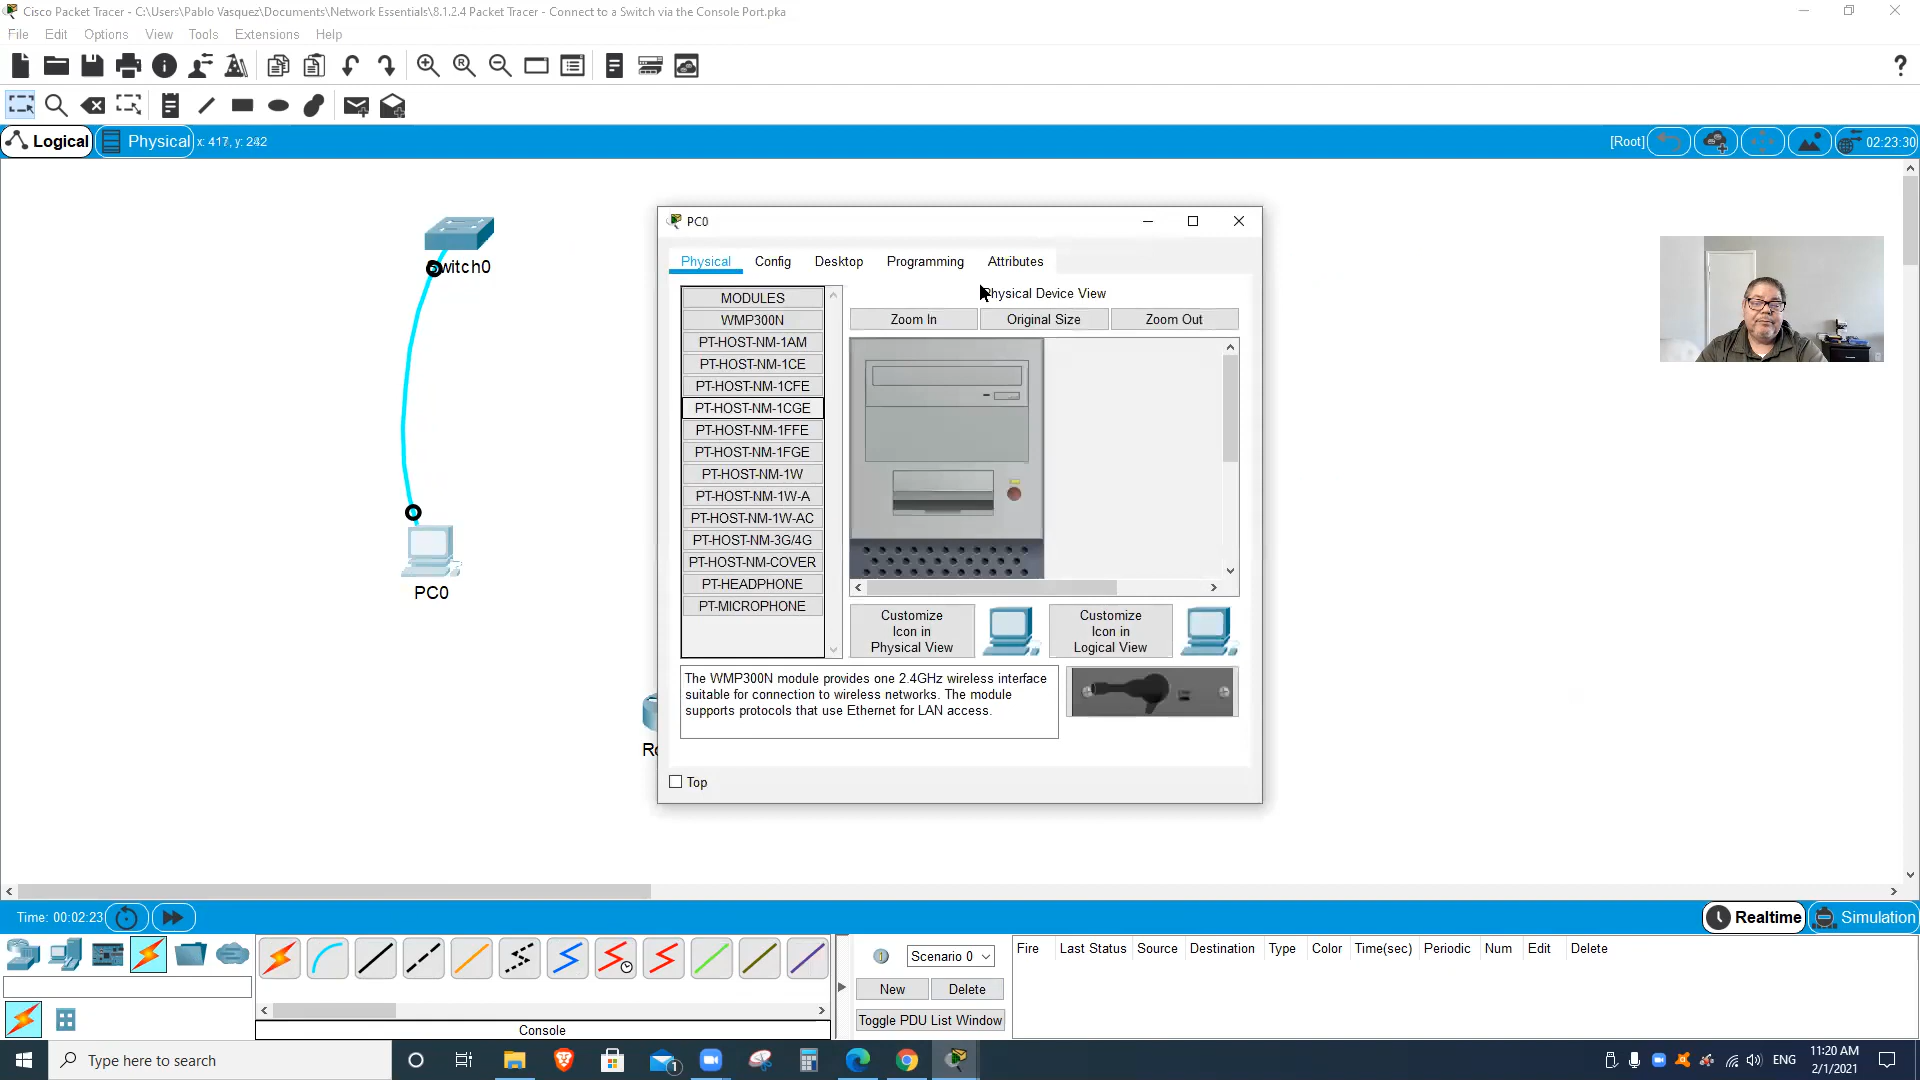 Cisco Packet Tracer - C:\Users\Pablo Vasquez\Documents\Network Essentials\8.1.2.4 Packet Tracer - Connect to a Switch via the Console Port.pka
File Edit Options View Tools Extensions Help
Logical Physical x: 417, y: 242 [Root] 02:23:30
Switch0
PC0
PC0
Physical Config Desktop Programming Attributes
MODULES
WMP300N
PT-HOST-NM-1AM
PT-HOST-NM-1CE
PT-HOST-NM-1CFE
PT-HOST-NM-1CGE
PT-HOST-NM-1FFE
PT-HOST-NM-1FGE
PT-HOST-NM-1W
PT-HOST-NM-1W-A
PT-HOST-NM-1W-AC
PT-HOST-NM-3G/4G
PT-HOST-NM-COVER
PT-HEADPHONE
PT-MICROPHONE
Physical Device View
Zoom In Original Size Zoom Out
Customize
Icon in
Physical View
Customize
Icon in
Logical View
The WMP300N module provides one 2.4GHz wireless interface
suitable for connection to wireless networks. The module
supports protocols that use Ethernet for LAN access.
Top
Time: 00:02:23 Realtime Simulation
Console
Scenario 0
New Delete
Toggle PDU List Window
Fire Last Status Source Destination Type Color Time(sec) Periodic Num Edit Delete
Type here to search
1
ENG
11:20 AM
2/1/2021